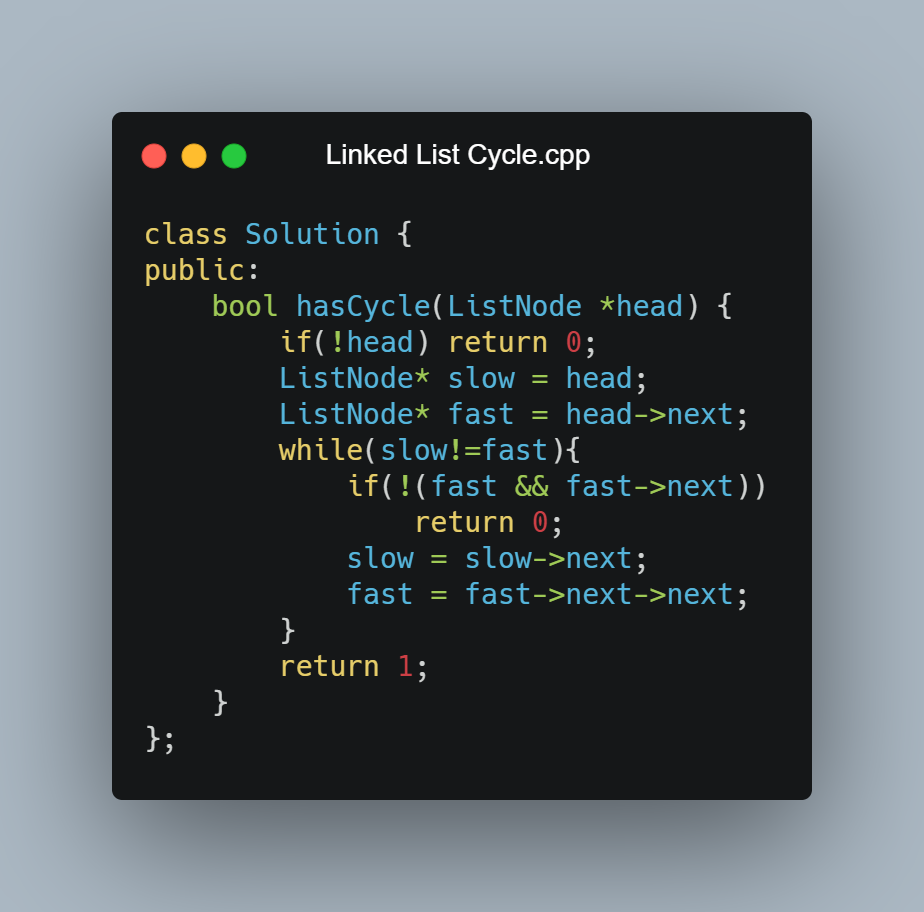 Linked List Cycle.cpp
class Solution {
public:
    bool hasCycle(ListNode *head) {
        if(!head) return 0;
        ListNode* slow = head;
        ListNode* fast = head->next;
        while(slow!=fast){
            if(!(fast && fast->next))
                return 0;
            slow = slow->next;
            fast = fast->next->next;
        }
        return 1;
    }
};